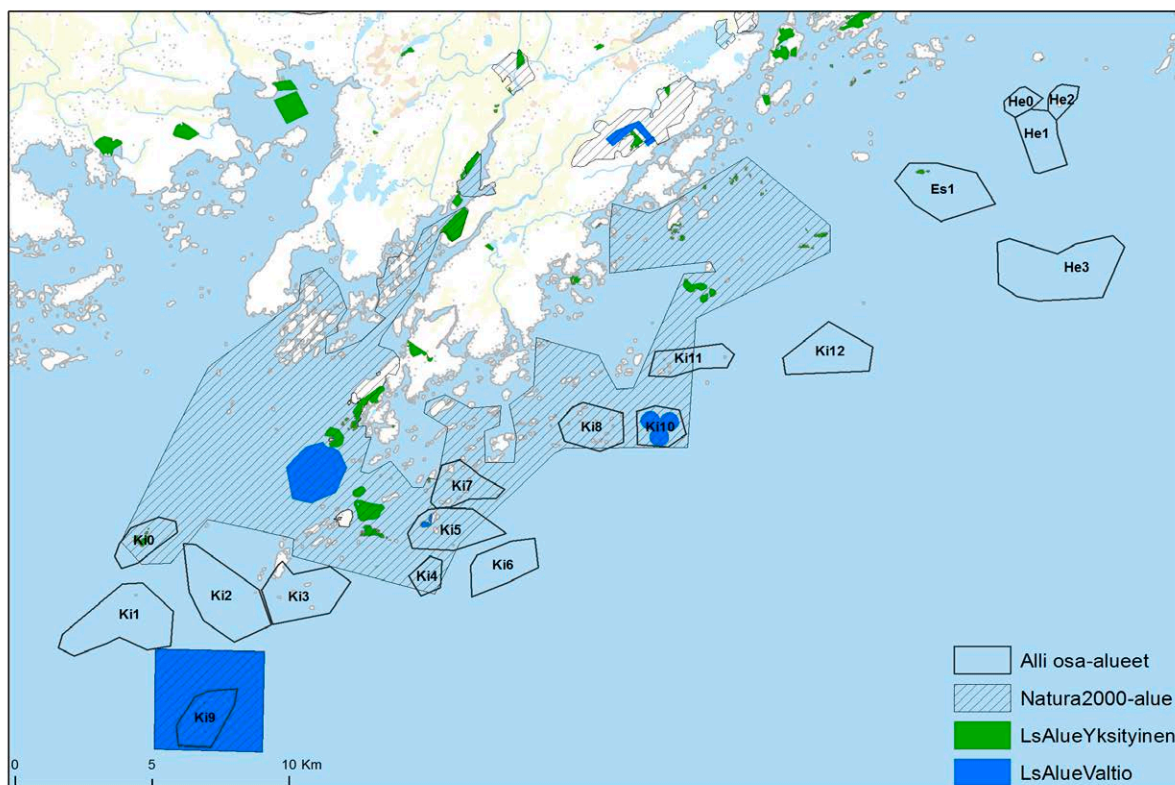 He0
He2
He1
Es1
He3
Ki11
Ki12
Ki8
Ki10
Ki7
Ki5
Ki0
Ki4
Ki6
Ki2
Ki3
Ki1
Ki9
Alli osa-alueet
Natura2000-alue
LsAlueYksityinen
LsAlueValtio
0 5 10 Km